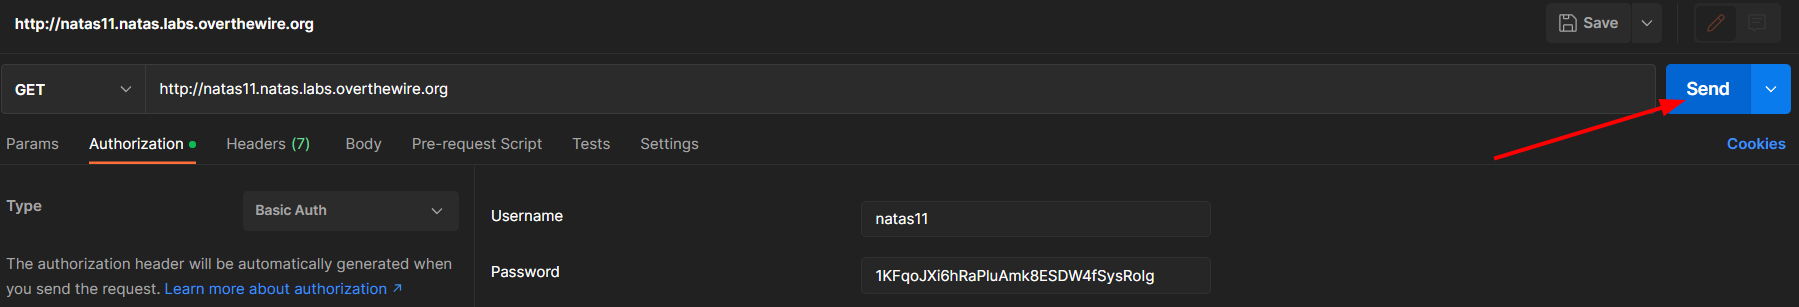 http://natas11.natas.labs.overthewire.org
Save
GET
http://natas11.natas.labs.overthewire.org
Send
Params Authorization Headers (7) Body Pre-request Script Tests Settings Cookies
Type
Basic Auth
Username
natas11
The authorization header will be automatically generated when
you send the request. Learn more about authorization ↗
Password
1KFqoJXi6hRaPluAmk8ESDW4fSysRoIg